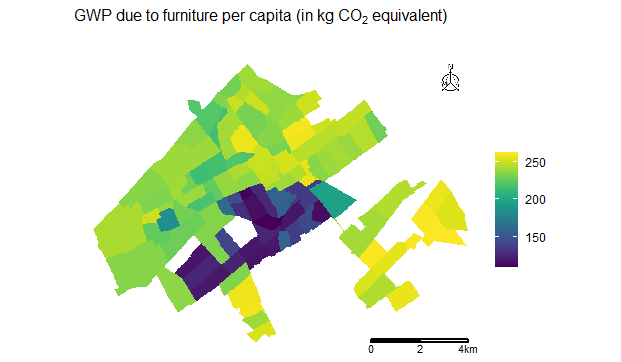 GWP due to furniture per capita (in kg CO₂ equivalent)
N
250
200
150
0 2 4km